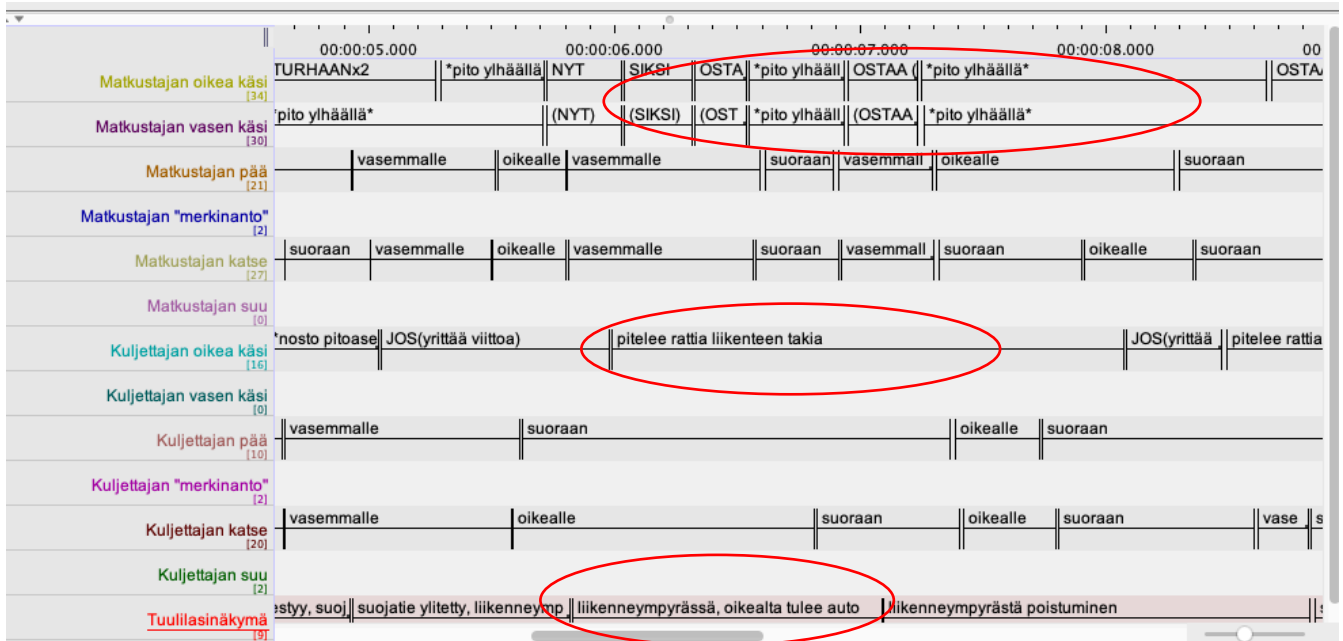 00:00:05.000 00:00:06.000 00:00:07.000 00:00:08.000 00
Matkustajan oikea käsi [34] TURHAANx2 *pito ylhäällä NYT SIKSI OSTA *pito ylhääll OSTAA ( *pito ylhäällä* OSTA
Matkustajan vasen käsi [30] pito ylhäällä* (NYT) (SIKSI) (OST *pito ylhääll (OSTAA *pito ylhäällä*
Matkustajan pää [21] vasemmalle oikealle vasemmalle suoraan vasemmall oikealle suoraan
Matkustajan "merkinanto" [2]
Matkustajan katse [27] suoraan vasemmalle oikealle vasemmalle suoraan vasemmall suoraan oikealle suoraan
Matkustajan suu [0]
Kuljettajan oikea käsi [16] *nosto pitoase JOS(yrittää viittoa) pitelee rattia liikenteen takia JOS(yrittää pitelee rattia
Kuljettajan vasen käsi [0]
Kuljettajan pää [10] vasemmalle suoraan oikealle suoraan
Kuljettajan "merkinanto" [2]
Kuljettajan katse [20] vasemmalle oikealle suoraan oikealle suoraan vase s
Kuljettajan suu [2]
Tuulilasinäkymä [9] estyy, suoj suojatie ylitetty, liikenneymp liikenneympyrässä, oikealta tulee auto liikenneympyrästä poistuminen s